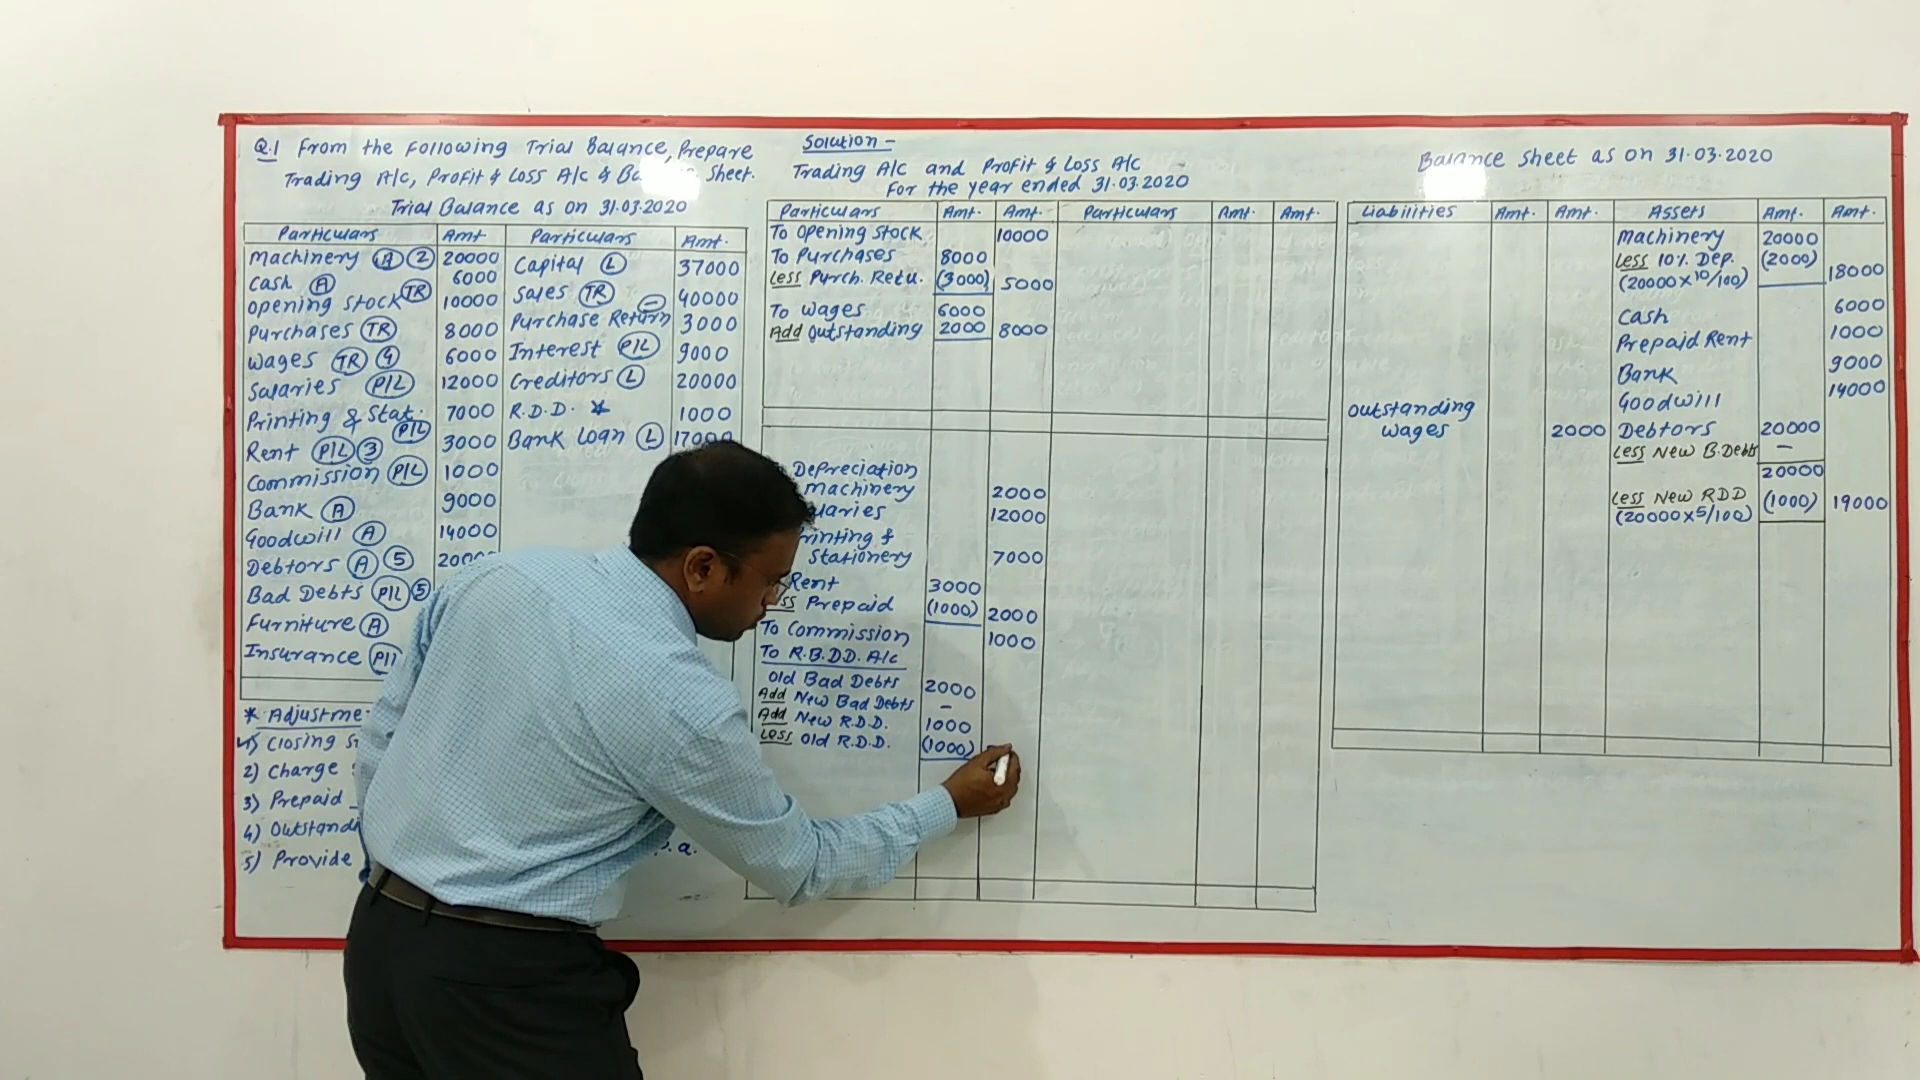 Q.1 From the Following Trial Balance, Prepare
Trading A/c, Profit & Loss A/c & Sheet.
Trial Balance as on 31.03.2020
Particulars Amt Particulars Amt.
Machinery (A) (2) 20000 Capital (L) 37000
Cash (A) 6000 Sales (TR) 40000
Opening Stock (TR) 10000 Purchase Return (-) 3000
Purchases (TR) 8000 Interest (P/L) 9000
Wages (TR) (4) 6000 Creditors (L) 20000
Salaries (P/L) 12000 R.D.D. * 1000
Printing & Stat. (P/L) 7000 Bank Loan (L) 17000
Rent (P/L) (3) 3000
Commission (P/L) 1000
Bank (A) 9000
Goodwill (A) 14000
Debtors (A) (5)
Bad Debts (P/L) (5)
Furniture (A)
Insurance
* Adjustme
1) Closing
2) Charge
3) Prepaid
4) Outstandi
5) Provide
Solution -
Trading A/c and Profit & Loss A/c
For the year ended 31.03.2020
Particulars Amt. Amt. Particulars Amt. Amt.
To Opening Stock 10000
To Purchases 8000
Less Purch. Retu. (3000) 5000
To Wages 6000
Add Outstanding 2000 8000
Depreciation
Machinery 2000
12000
Stationery 7000
Rent 3000
Prepaid (1000) 2000
To Commission 1000
To R.B.DD. A/c
Old Bad Debts 2000
Add New Bad Debts -
Add New R.D.D. 1000
Less Old R.D.D. (1000)
Balance Sheet as on 31.03.2020
Liabilities Amt. Amt. Assets Amt. Amt.
Machinery 20000
Less 10% Dep. (2000)
(20000x10/100) 18000
Cash 6000
Prepaid Rent 1000
Bank 9000
Goodwill 14000
Outstanding
Wages 2000 Debtors 20000
Less New B.Debts -
20000
Less New RDD (1000) 19000
(20000x5/100)